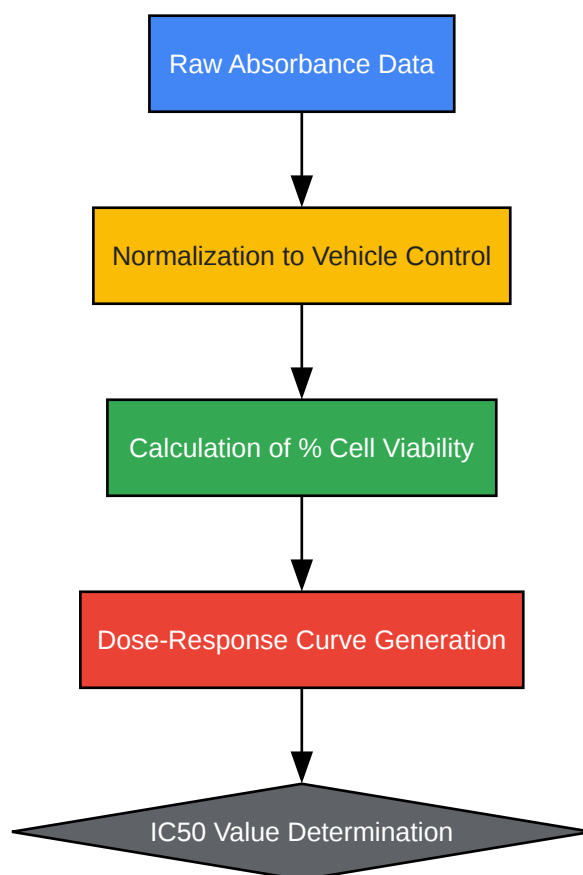 Raw Absorbance Data
Normalization to Vehicle Control
Calculation of % Cell Viability
Dose-Response Curve Generation
IC50 Value Determination